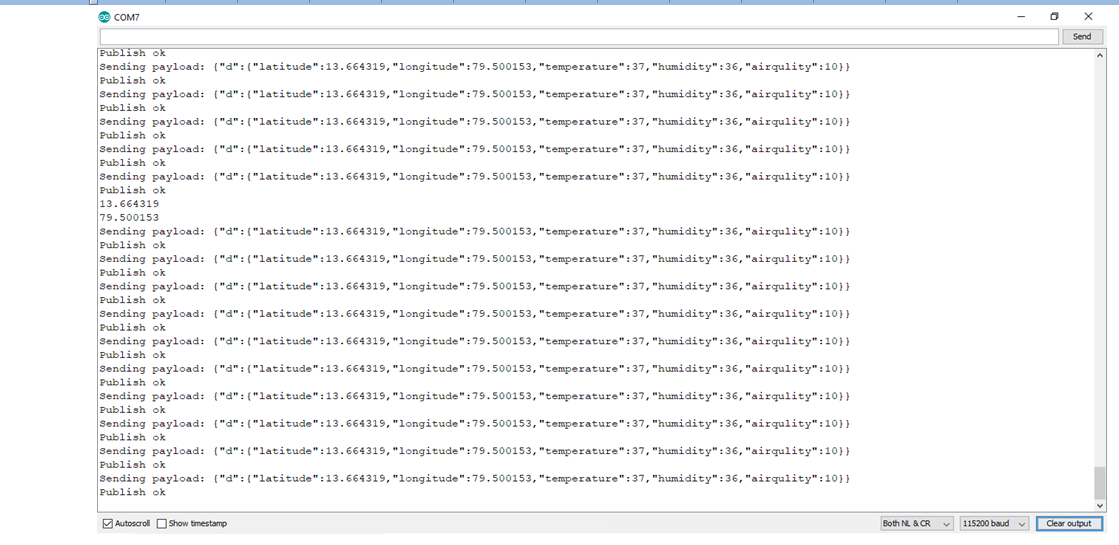 COM7
Send
Publish ok
Sending payload: {"d":{"latitude":13.664319,"longitude":79.500153,"temperature":37,"humidity":36,"airqulity":10}}
Publish ok
Sending payload: {"d":{"latitude":13.664319,"longitude":79.500153,"temperature":37,"humidity":36,"airqulity":10}}
Publish ok
Sending payload: {"d":{"latitude":13.664319,"longitude":79.500153,"temperature":37,"humidity":36,"airqulity":10}}
Publish ok
Sending payload: {"d":{"latitude":13.664319,"longitude":79.500153,"temperature":37,"humidity":36,"airqulity":10}}
Publish ok
Sending payload: {"d":{"latitude":13.664319,"longitude":79.500153,"temperature":37,"humidity":36,"airqulity":10}}
Publish ok
13.664319
79.500153
Sending payload: {"d":{"latitude":13.664319,"longitude":79.500153,"temperature":37,"humidity":36,"airqulity":10}}
Publish ok
Sending payload: {"d":{"latitude":13.664319,"longitude":79.500153,"temperature":37,"humidity":36,"airqulity":10}}
Publish ok
Sending payload: {"d":{"latitude":13.664319,"longitude":79.500153,"temperature":37,"humidity":36,"airqulity":10}}
Publish ok
Sending payload: {"d":{"latitude":13.664319,"longitude":79.500153,"temperature":37,"humidity":36,"airqulity":10}}
Publish ok
Sending payload: {"d":{"latitude":13.664319,"longitude":79.500153,"temperature":37,"humidity":36,"airqulity":10}}
Publish ok
Sending payload: {"d":{"latitude":13.664319,"longitude":79.500153,"temperature":37,"humidity":36,"airqulity":10}}
Publish ok
Sending payload: {"d":{"latitude":13.664319,"longitude":79.500153,"temperature":37,"humidity":36,"airqulity":10}}
Publish ok
Sending payload: {"d":{"latitude":13.664319,"longitude":79.500153,"temperature":37,"humidity":36,"airqulity":10}}
Publish ok
Sending payload: {"d":{"latitude":13.664319,"longitude":79.500153,"temperature":37,"humidity":36,"airqulity":10}}
Publish ok
Sending payload: {"d":{"latitude":13.664319,"longitude":79.500153,"temperature":37,"humidity":36,"airqulity":10}}
Publish ok
Autoscroll Show timestamp Both NL & CR 115200 baud Clear output